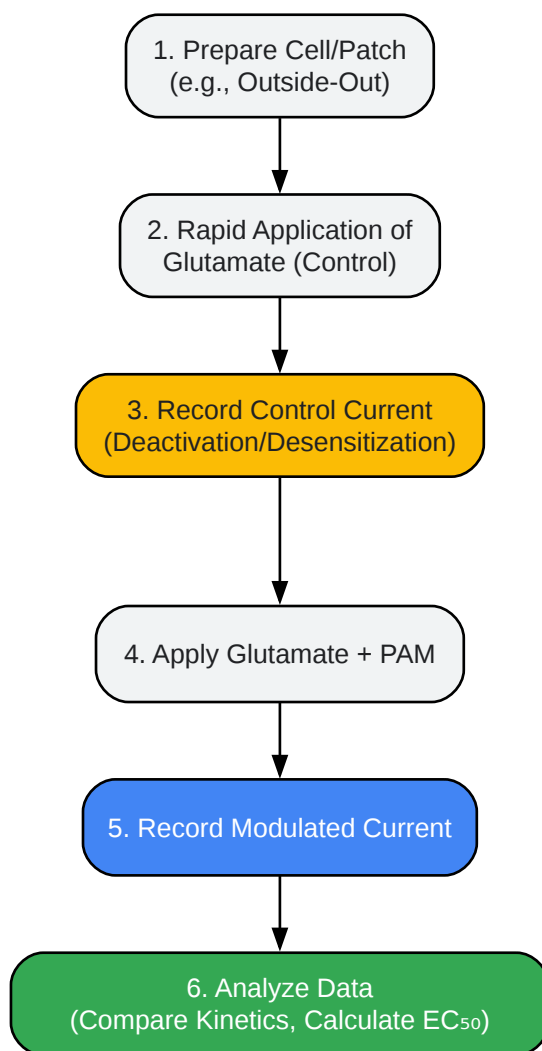 1. Prepare Cell/Patch
(e.g., Outside-Out)
2. Rapid Application of
Glutamate (Control)
3. Record Control Current
(Deactivation/Desensitization)
4. Apply Glutamate + PAM
5. Record Modulated Current
6. Analyze Data
(Compare Kinetics, Calculate EC₅₀)